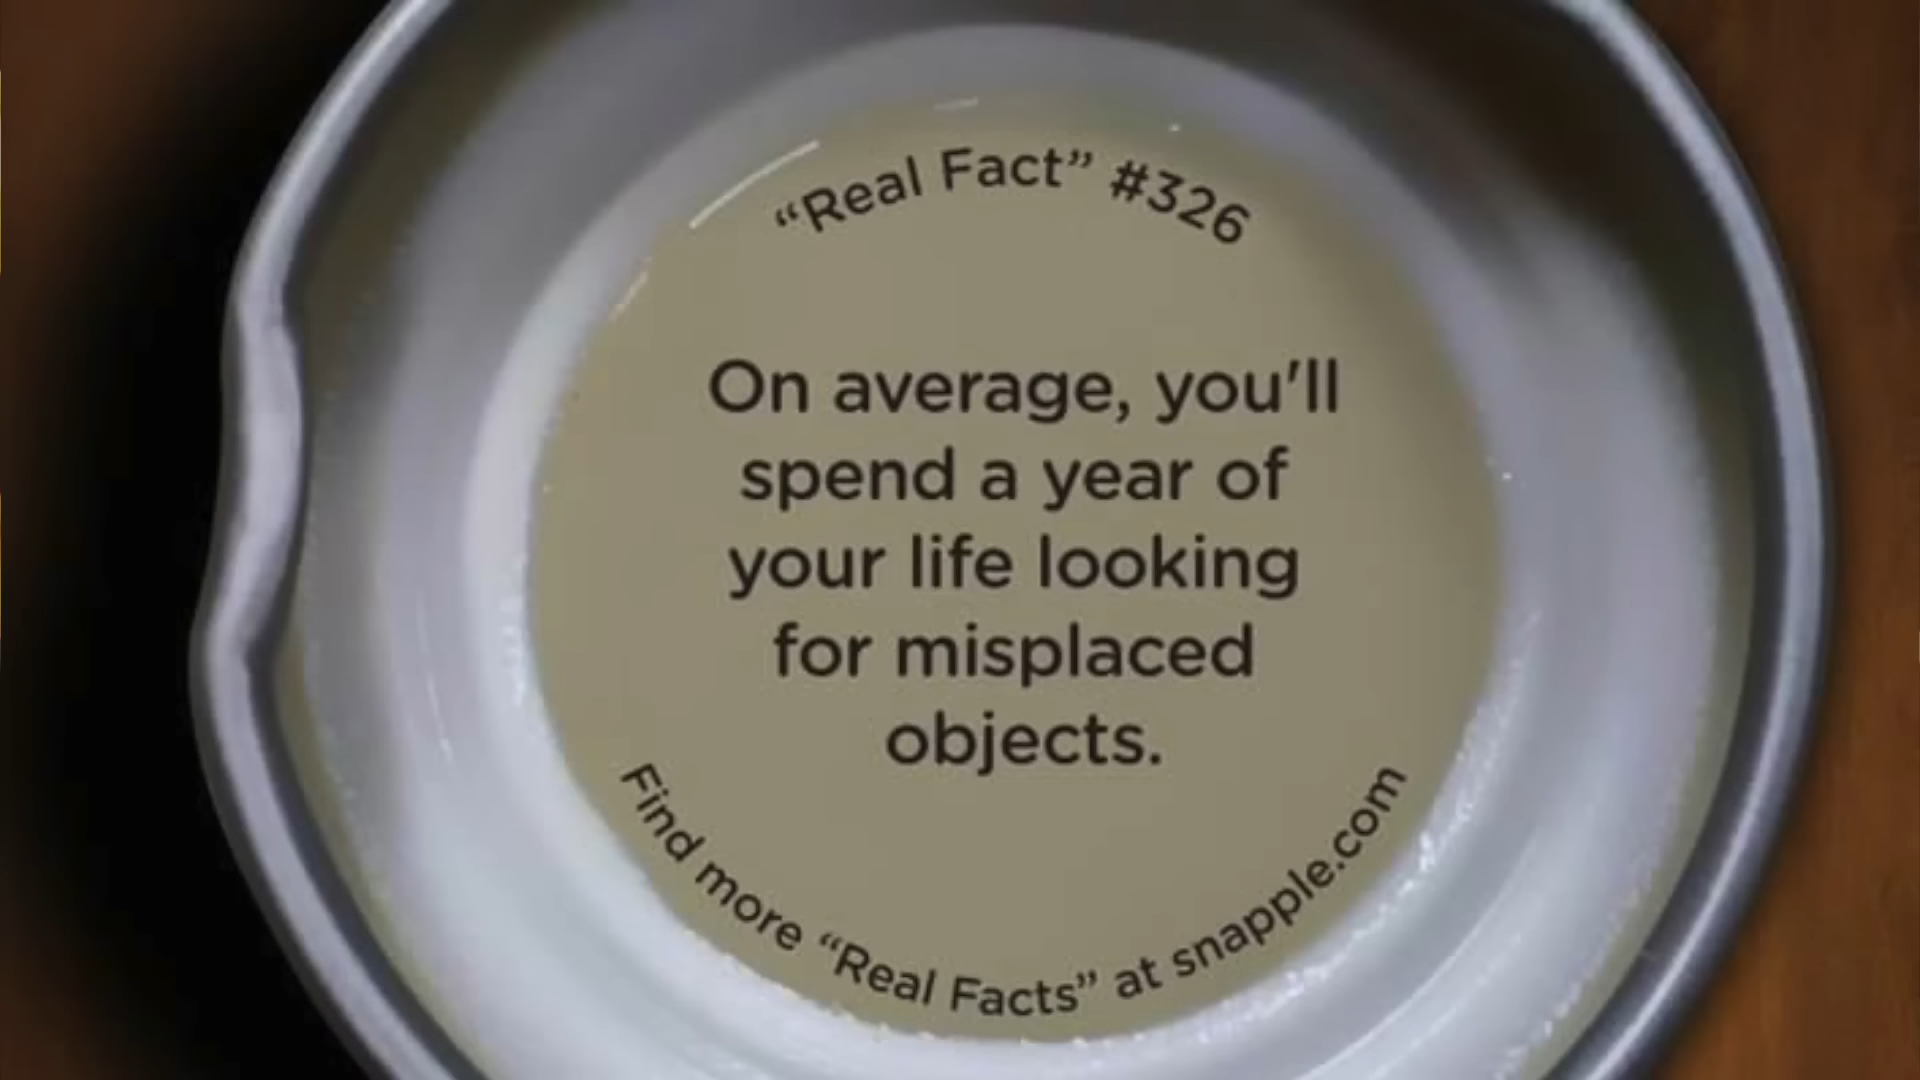 “Real Fact” #326
On average, you'll
spend a year of
your life looking
for misplaced
objects.
Find more “Real Facts” at snapple.com